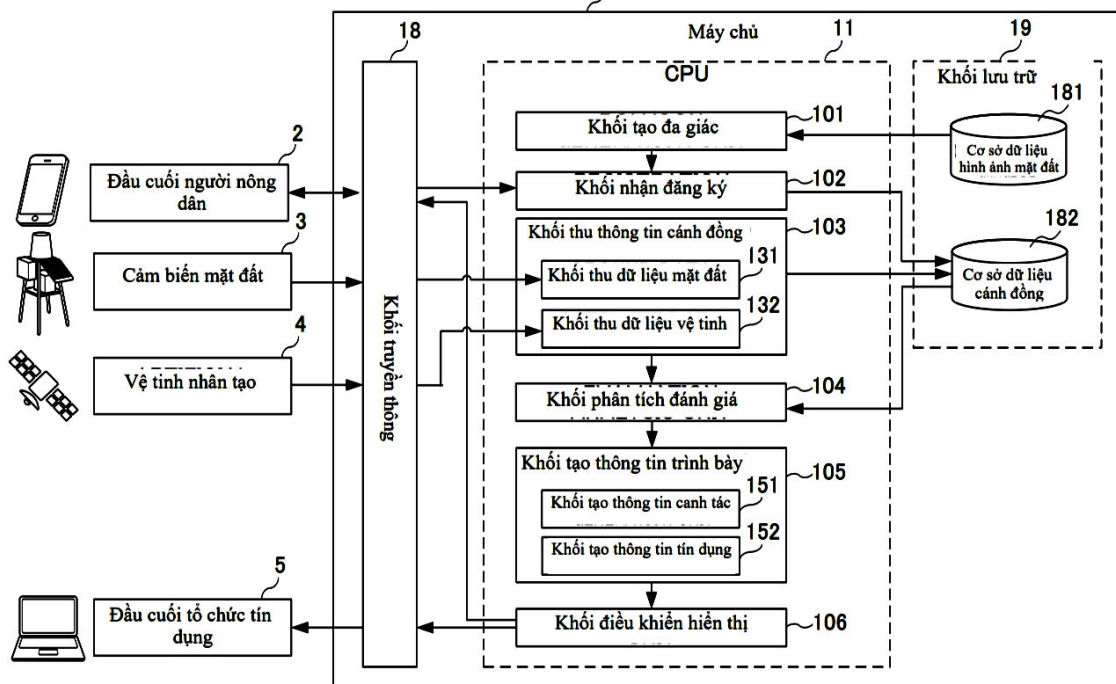 Máy chủ
18
11
19
CPU
Khối lưu trữ
181
Cơ sở dữ liệu
hình ảnh mặt đất
101
Khối tạo đa giác
2
Đầu cuối người nông
dân
102
Khối nhận đăng ký
182
Cơ sở dữ liệu
cánh đồng
103
Khối thu thông tin cánh đồng
131
Khối thu dữ liệu mặt đất
132
Khối thu dữ liệu vệ tinh
3
Cảm biến mặt đất
Khối truyền thông
4
Vệ tinh nhân tạo
104
Khối phân tích đánh giá
105
Khối tạo thông tin trình bày
151
Khối tạo thông tin canh tác
152
Khối tạo thông tin tín dụng
5
Đầu cuối tổ chức tín
dụng
106
Khối điều khiển hiển thị